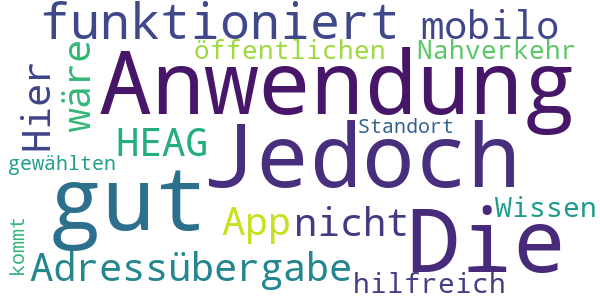 funktioniert mobilo
öffentlichen Nahverkehr
Hier wäre Anwendung
Standort
HEAG Jedoch
gewählten
gut
App nicht Die Wissen
kommt
Adressübergabe
hilfreich